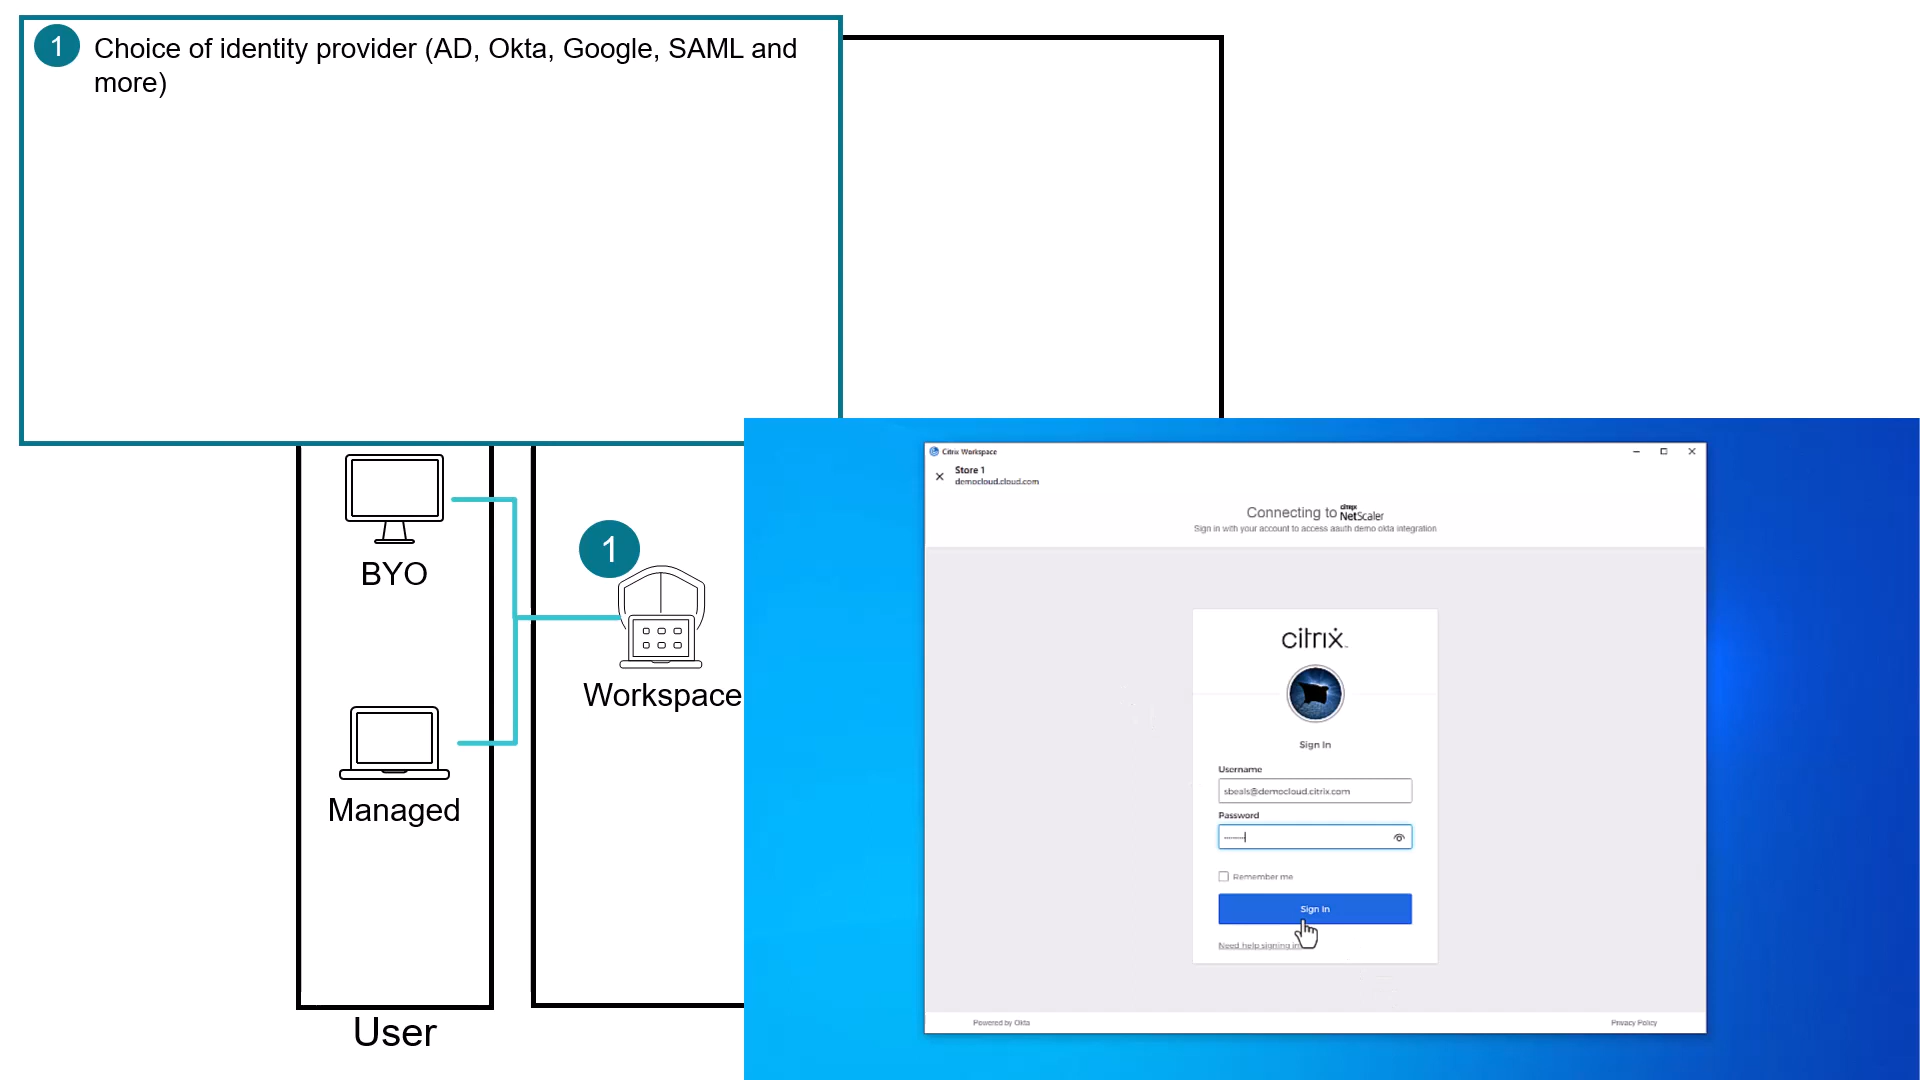 1
Choice of identity provider (AD, Okta, Google, SAML and
more)
BYO
Managed
User
1
Workspace
Citrix Workspace
Store 1
democloud.cloud.com
Connecting to citrix NetScaler
Sign in with your account to access aauth demo okta integration
citrix
Sign In
Username
sbeals@democloud.citrix.com
Password
Remember me
Sign In
Need help signing in
Powered by Okta
Privacy Policy